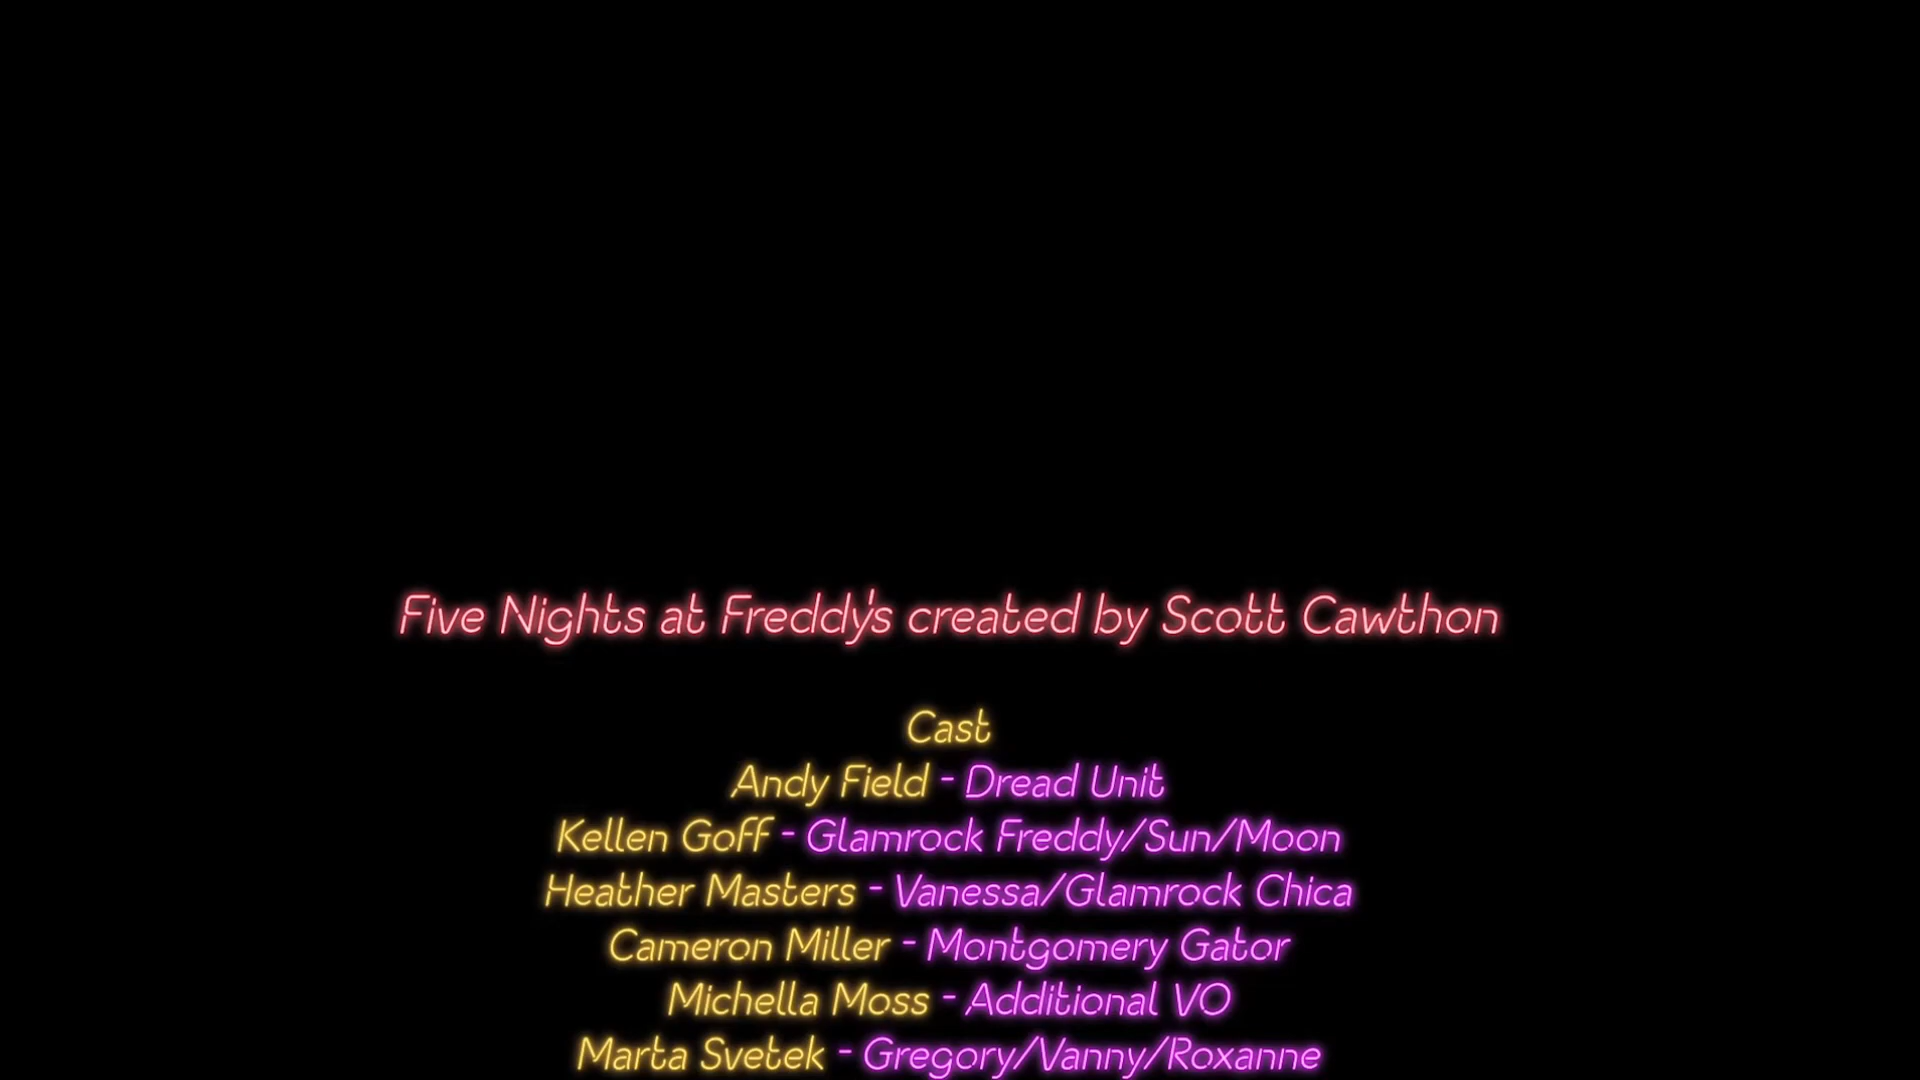 Five Nights at Freddy's created by Scott Cawthon
Cast
Andy Field - Dread Unit
Kellen Goff - Glamrock Freddy/Sun/Moon
Heather Masters - Vanessa/Glamrock Chica
Cameron Miller - Montgomery Gator
Michella Moss - Additional VO
Marta Svetek - Gregory/Vanny/Roxanne